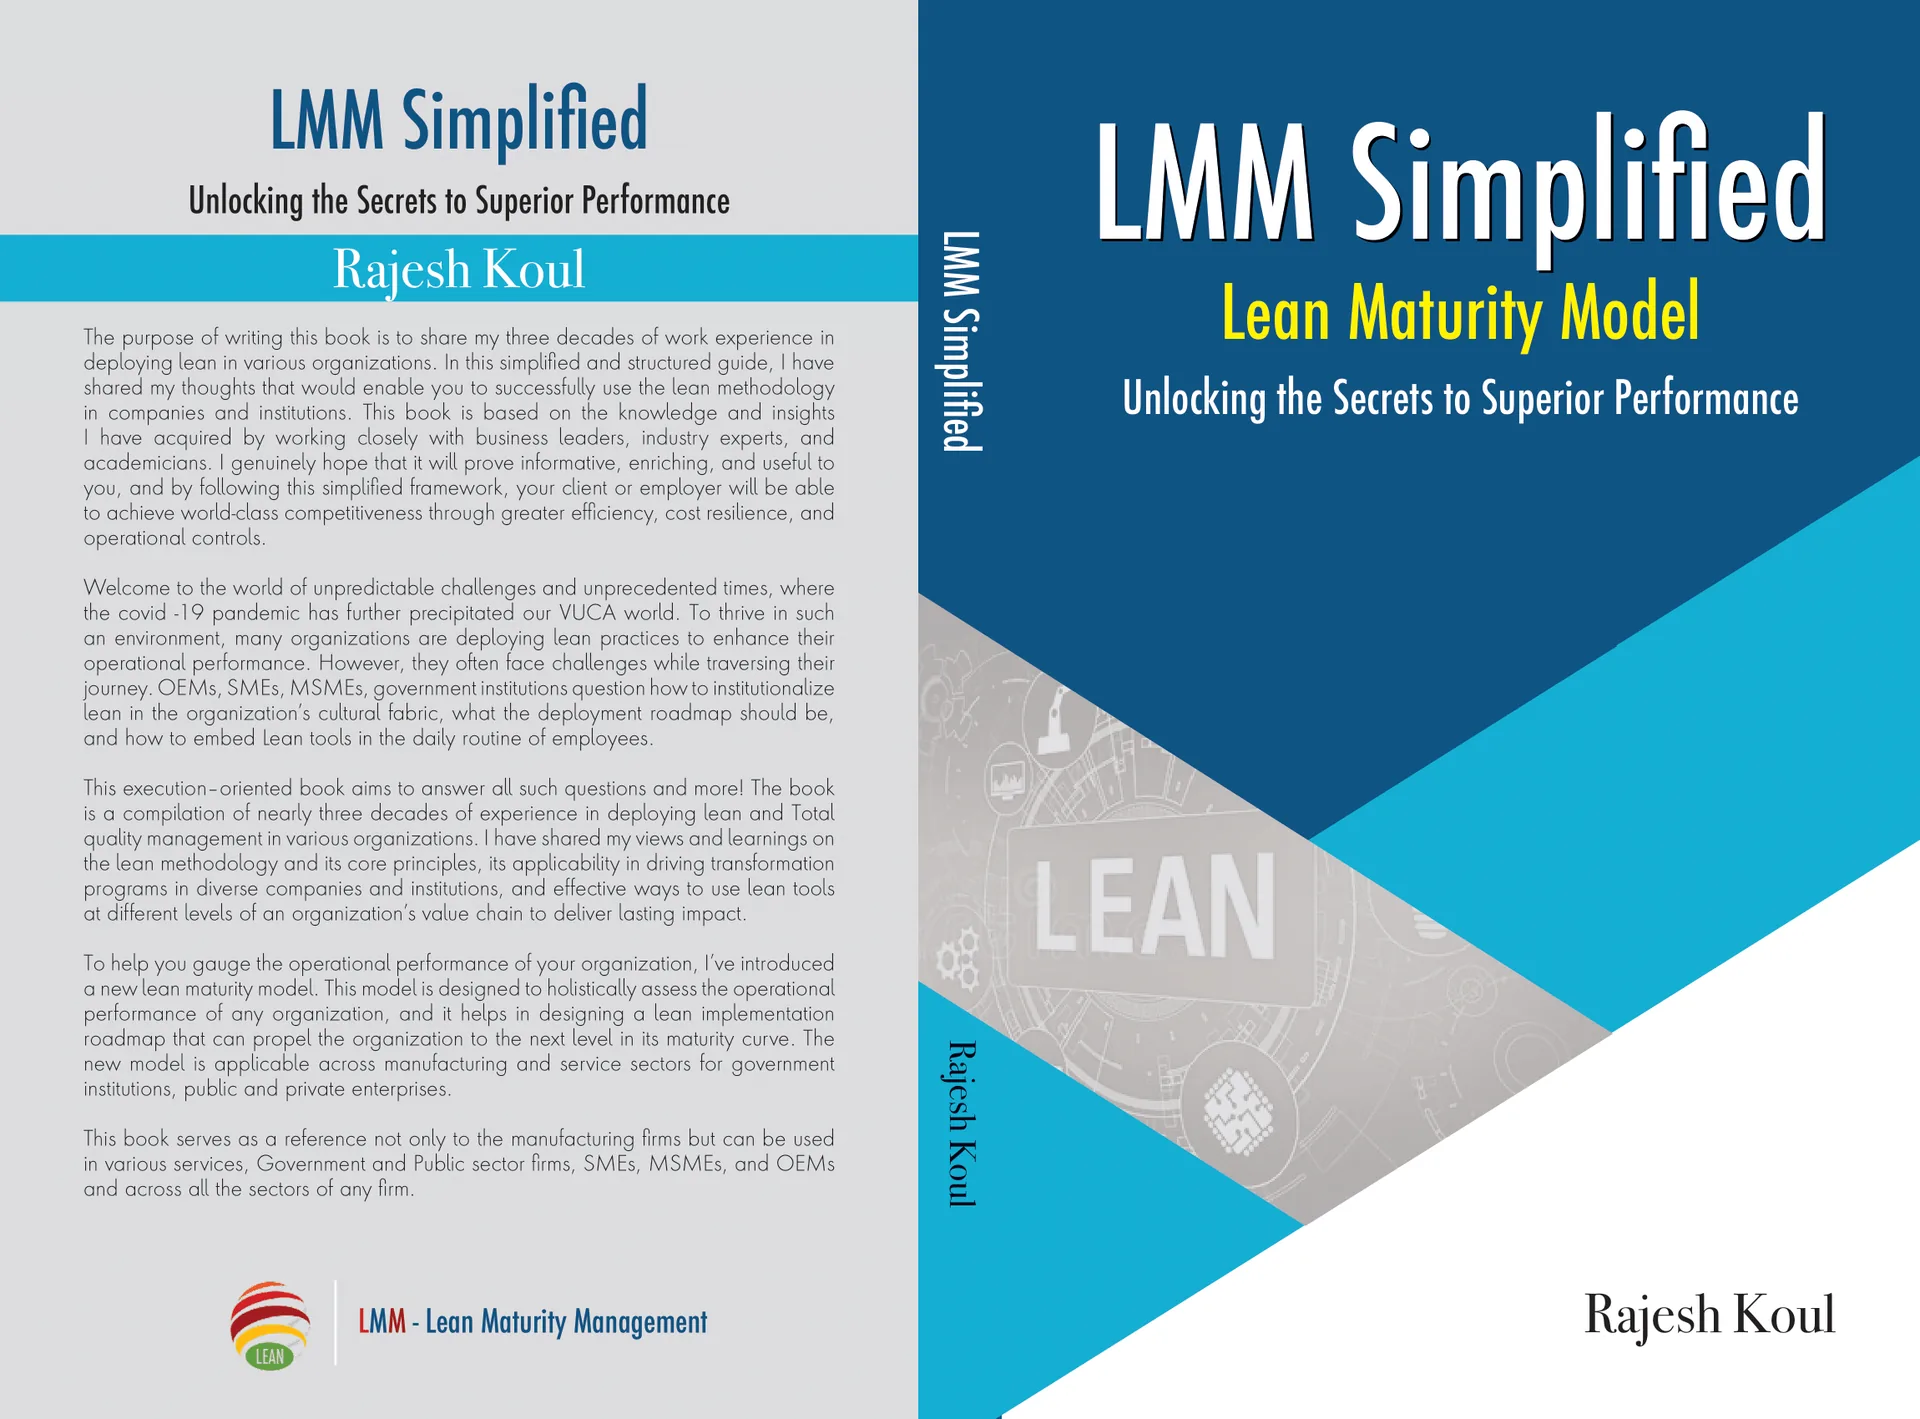 LMM Simplified
Unlocking the Secrets to Superior Performance
Rajesh Koul
The purpose of writing this book is to share my three decades of work experience in
deploying lean in various organizations. In this simplified and structured guide, I have
shared my thoughts that would enable you to successfully use the lean methodology
in companies and institutions. This book is based on the knowledge and insights
I have acquired by working closely with business leaders, industry experts, and
academicians. I genuinely hope that it will prove informative, enriching, and useful to
you, and by following this simplified framework, your client or employer will be able
to achieve world-class competitiveness through greater efficiency, cost resilience, and
operational controls.
Welcome to the world of unpredictable challenges and unprecedented times, where
the covid -19 pandemic has further precipitated our VUCA world. To thrive in such
an environment, many organizations are deploying lean practices to enhance their
operational performance. However, they often face challenges while traversing their
journey. OEMs, SMEs, MSMEs, government institutions question how to institutionalize
lean in the organization's cultural fabric, what the deployment roadmap should be,
and how to embed Lean tools in the daily routine of employees.
This execution–oriented book aims to answer all such questions and more! The book
is a compilation of nearly three decades of experience in deploying lean and Total
quality management in various organizations. I have shared my views and learnings on
the lean methodology and its core principles, its applicability in driving transformation
programs in diverse companies and institutions, and effective ways to use lean tools
at different levels of an organization's value chain to deliver lasting impact.
To help you gauge the operational performance of your organization, I've introduced
a new lean maturity model. This model is designed to holistically assess the operational
performance of any organization, and it helps in designing a lean implementation
roadmap that can propel the organization to the next level in its maturity curve. The
new model is applicable across manufacturing and service sectors for government
institutions, public and private enterprises.
This book serves as a reference not only to the manufacturing firms but can be used
in various services, Government and Public sector firms, SMEs, MSMEs, and OEMs
and across all the sectors of any firm.
LEAN
LMM - Lean Maturity Management
LMM Simplified
Rajesh Koul
LMM Simplified
Lean Maturity Model
Unlocking the Secrets to Superior Performance
LEAN
Rajesh Koul